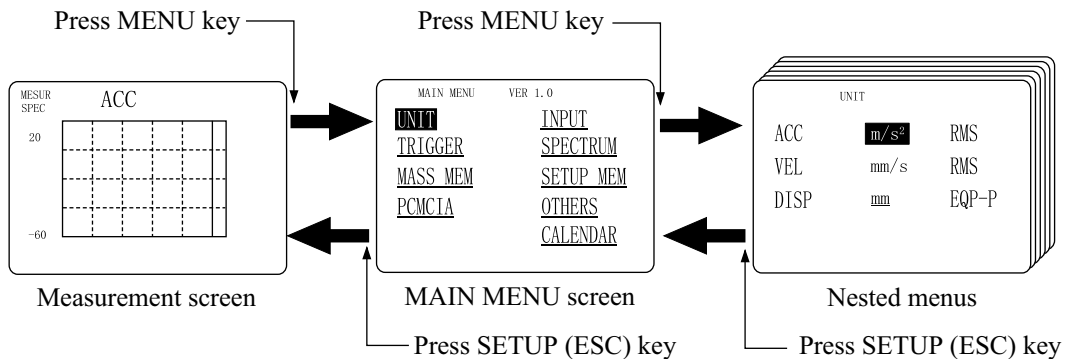 Press MENU key
Press MENU key
MESUR
SPEC
ACC
20
-60
Measurement screen
MAIN MENU VER 1.0
UNIT INPUT
TRIGGER SPECTRUM
MASS MEM SETUP MEM
PCMCIA OTHERS
CALENDAR
MAIN MENU screen
UNIT
ACC m/s² RMS
VEL mm/s RMS
DISP mm EQP-P
Nested menus
Press SETUP (ESC) key
Press SETUP (ESC) key